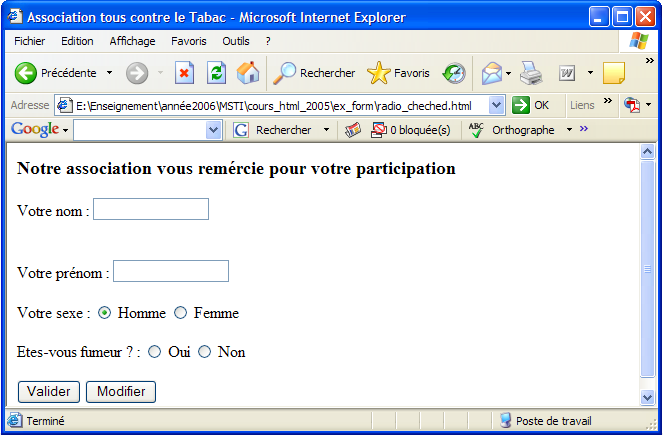 Association tous contre le Tabac - Microsoft Internet Explorer
Fichier Edition Affichage Favoris Outils ?
Précédente Rechercher Favoris W
Adresse E:\Enseignement\année2006\MSTI\cours_html_2005\ex_form\radio_cheched.html OK Liens »
Google G Rechercher 0 bloquée(s) ABC Orthographe »
Notre association vous remércie pour votre participation
Votre nom :
Votre prénom :
Votre sexe : Homme Femme
Etes-vous fumeur ? : Oui Non
Valider Modifier
Terminé Poste de travail